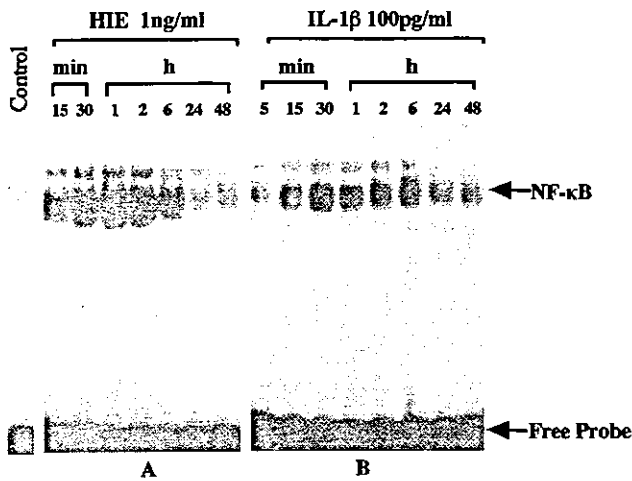 HIE 1ng/ml
IL-1β 100pg/ml
Control
min
h
min
h
15 30 1 2 6 24 48
5 15 30 1 2 6 24 48
NF-κB
Free Probe
A
B